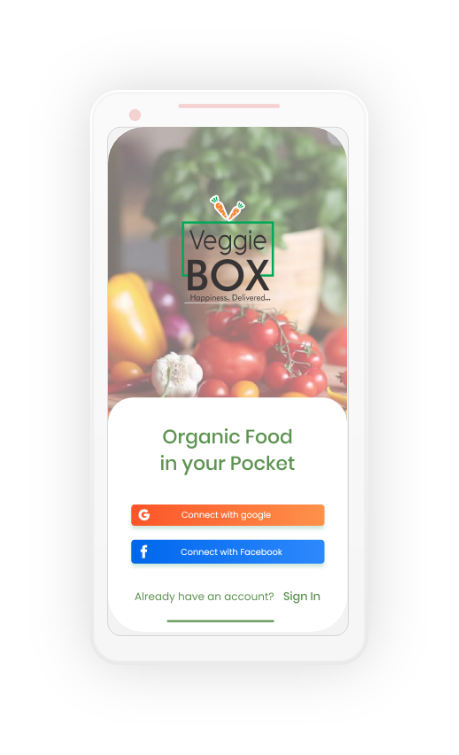 Veggie
BOX
Happiness. Delivered...
Organic Food
in your Pocket
G Connect with google
f Connect with Facebook
Already have an account? Sign In